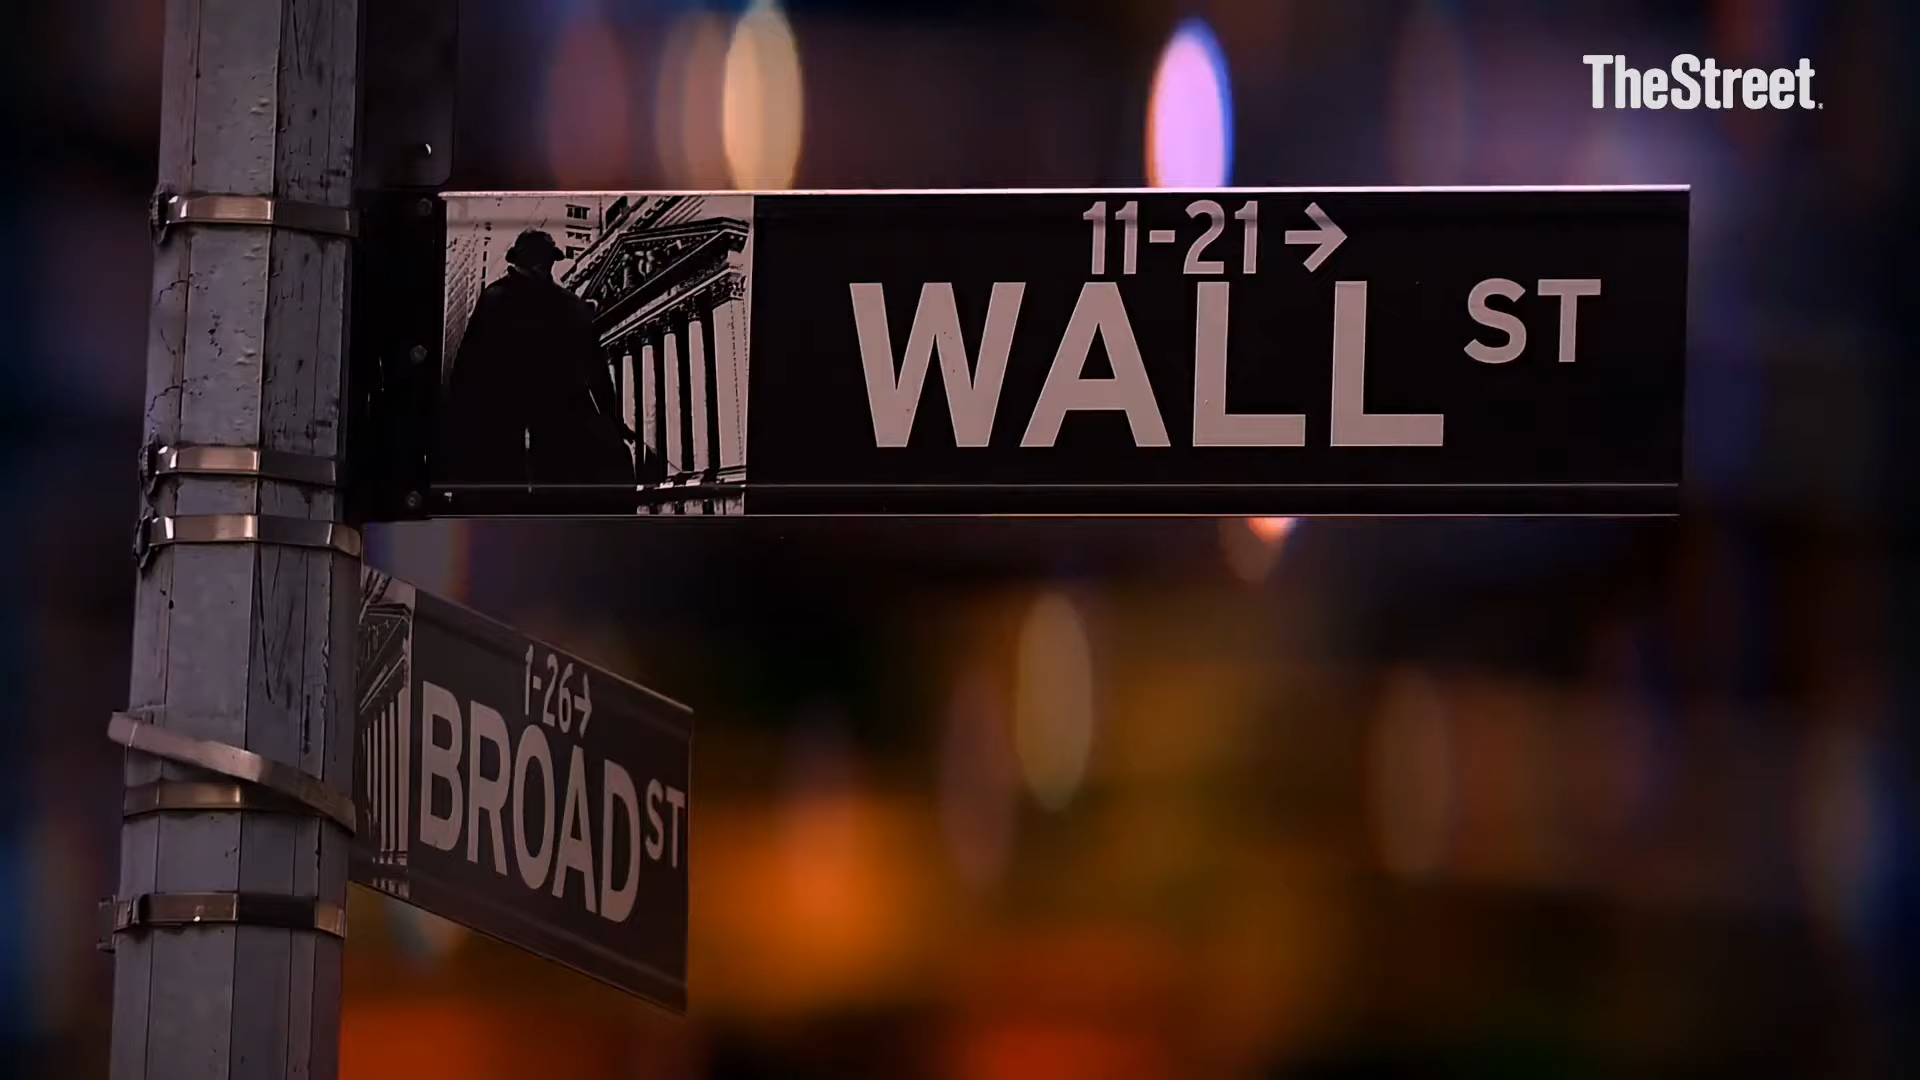 TheStreet
11-21→
WALL ST
1-26→
BROAD ST